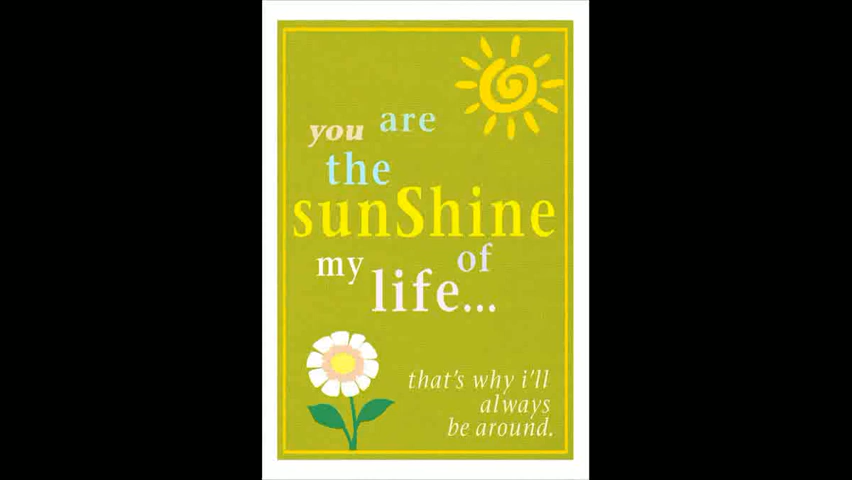 you are
the
sunShine
of
my
life...
that's why i'll
always
be around.